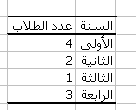 السنة عدد الطلاب
الأولى 4
الثانية 2
الثالثة 1
الرابعة 3